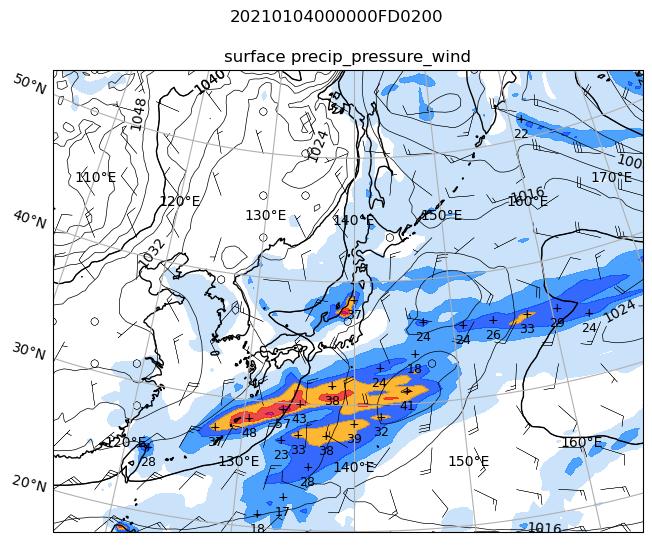 20210104000000FD0200
surface precip_pressure_wind
50°N
1040
1048
1024
22
100
110°E
170°E
120°E
1016
160°E
130°E
150°E
140°E
40°N
1032
37
1024
24
24
26
33
29
24
30°N
18
24
38
41
43
57
48
32
37
39
120°E
23
33
38
160°E
28
130°E
140°E
150°E
28
20°N
17
18
1016